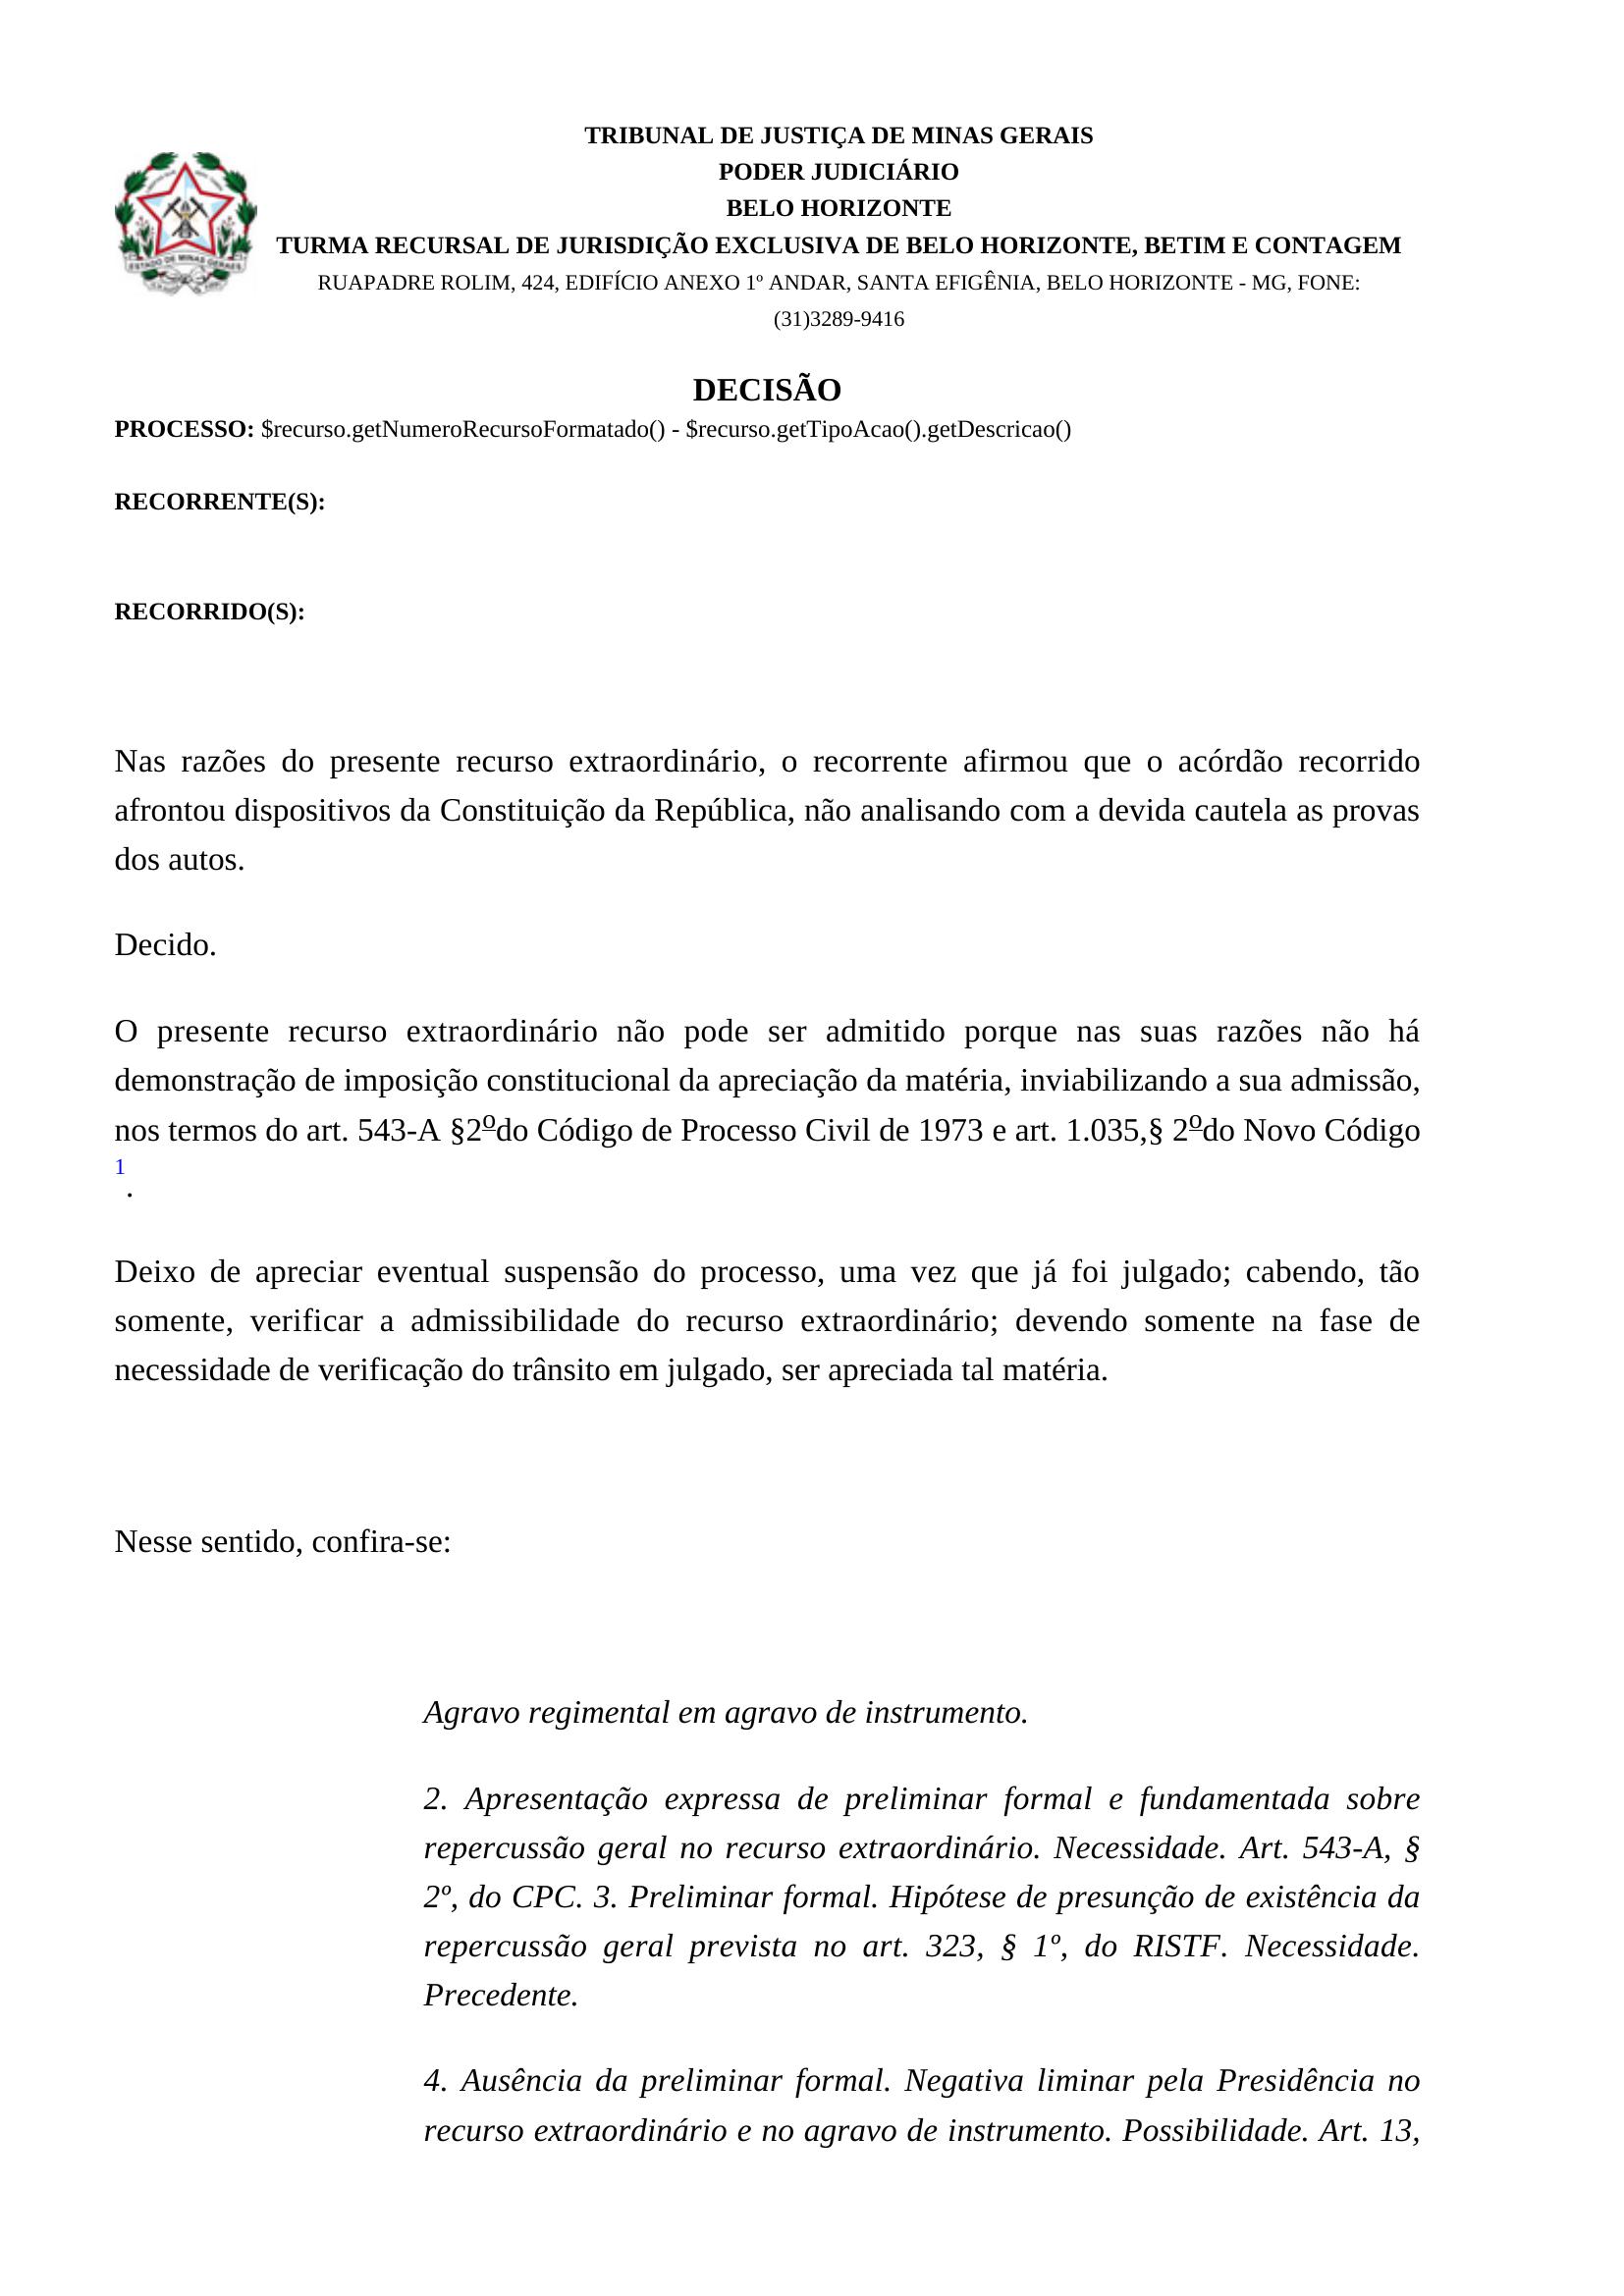 TRIBUNAL DE JUSTIÇA DE MINAS GERAIS
PODER JUDICIÁRIO
BELO HORIZONTE
TURMA RECURSAL DE JURISDIÇÃO EXCLUSIVA DE BELO HORIZONTE, BETIM E CONTAGEM
RUAPADRE ROLIM, 424, EDIFÍCIO ANEXO 1º ANDAR, SANTA EFIGÊNIA, BELO HORIZONTE - MG, FONE:
(31)3289-9416
ESTADO DE MINAS GERAES
DECISÃO
PROCESSO: $recurso.getNumeroRecursoFormatado() - $recurso.getTipoAcao().getDescricao()
RECORRENTE(S):
RECORRIDO(S):
Nas razões do presente recurso extraordinário, o recorrente afirmou que o acórdão recorrido
afrontou dispositivos da Constituição da República, não analisando com a devida cautela as provas
dos autos.
Decido.
O presente recurso extraordinário não pode ser admitido porque nas suas razões não há
demonstração de imposição constitucional da apreciação da matéria, inviabilizando a sua admissão,
nos termos do art. 543-A §2ºdo Código de Processo Civil de 1973 e art. 1.035,§ 2ºdo Novo Código
1.
Deixo de apreciar eventual suspensão do processo, uma vez que já foi julgado; cabendo, tão
somente, verificar a admissibilidade do recurso extraordinário; devendo somente na fase de
necessidade de verificação do trânsito em julgado, ser apreciada tal matéria.
Nesse sentido, confira-se:
Agravo regimental em agravo de instrumento.
2. Apresentação expressa de preliminar formal e fundamentada sobre
repercussão geral no recurso extraordinário. Necessidade. Art. 543-A, §
2º, do CPC. 3. Preliminar formal. Hipótese de presunção de existência da
repercussão geral prevista no art. 323, § 1º, do RISTF. Necessidade.
Precedente.
4. Ausência da preliminar formal. Negativa liminar pela Presidência no
recurso extraordinário e no agravo de instrumento. Possibilidade. Art. 13,